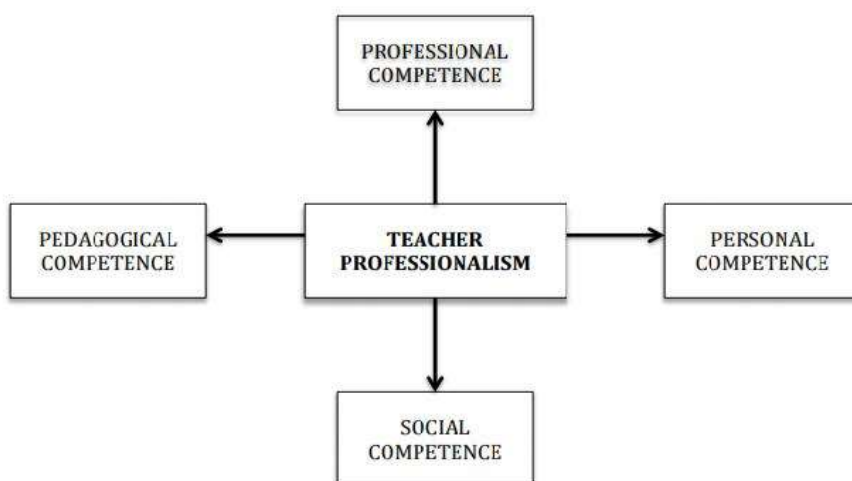 PROFESSIONAL
COMPETENCE
PEDAGOGICAL
COMPETENCE
TEACHER
PROFESSIONALISM
PERSONAL
COMPETENCE
SOCIAL
COMPETENCE